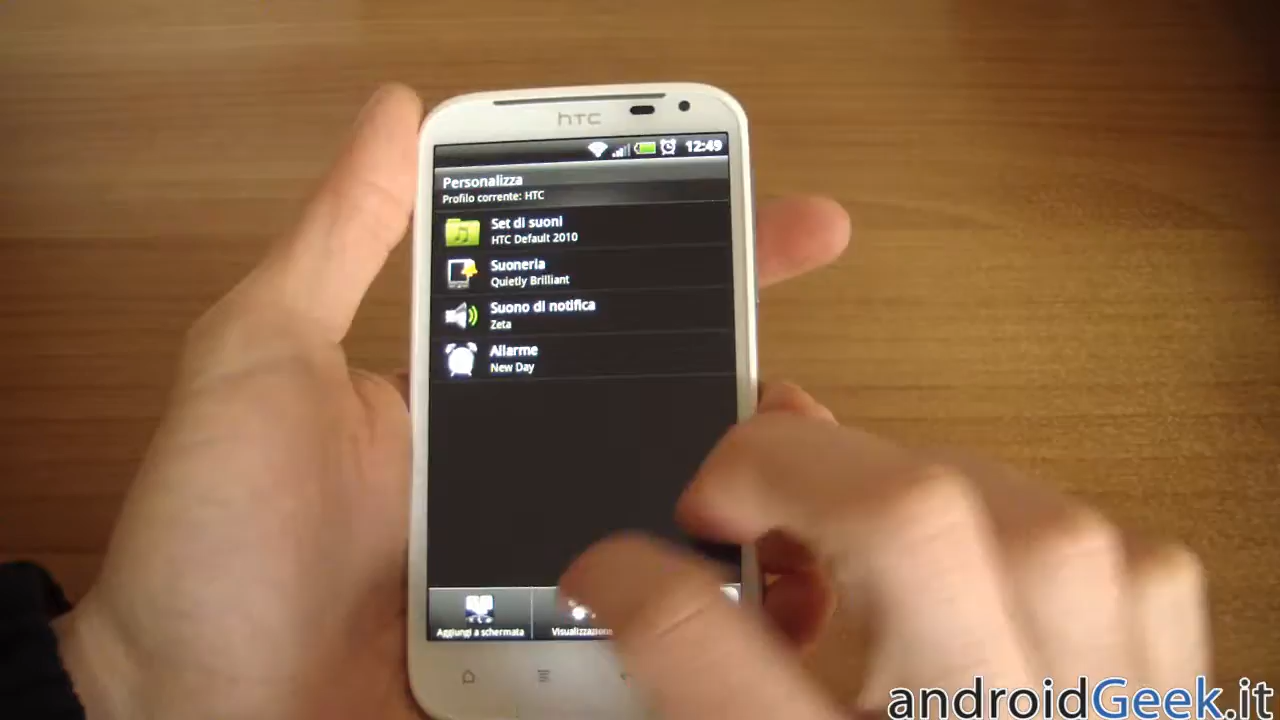 hTC
12:49
Personalizza
Profilo corrente: HTC
Set di suoni
HTC Default 2010
Suoneria
Quietly Brilliant
Suono di notifica
Zeta
Allarme
New Day
Aggiungi a schermata
Visualizzazione
androidGeek.it